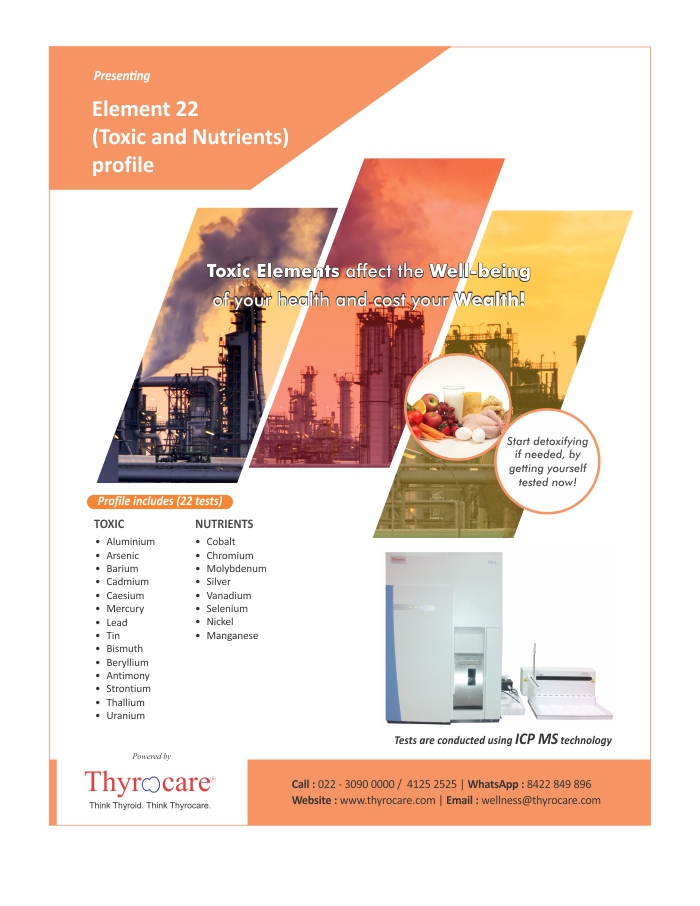 Presenting
Element 22
(Toxic and Nutrients)
profile
Toxic Elements affect the Well-being
of your health and cost your Wealth!
Start detoxifying
if needed, by
getting yourself
tested now!
Profile includes (22 tests)
TOXIC
• Aluminium
• Arsenic
• Barium
• Cadmium
• Caesium
• Mercury
• Lead
• Tin
• Bismuth
• Beryllium
• Antimony
• Strontium
• Thallium
• Uranium
NUTRIENTS
• Cobalt
• Chromium
• Molybdenum
• Silver
• Vanadium
• Selenium
• Nickel
• Manganese
Tests are conducted using ICP MS technology
Powered by
Thyrocare®
Think Thyroid. Think Thyrocare.
Call : 022 - 3090 0000 / 4125 2525 | WhatsApp : 8422 849 896
Website : www.thyrocare.com | Email : wellness@thyrocare.com